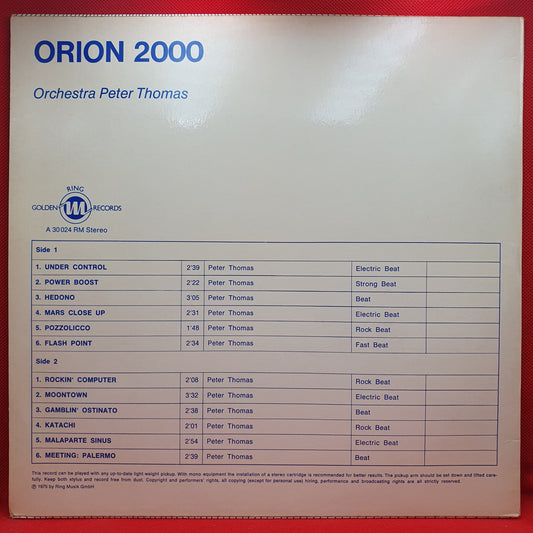 ORION 2000
Orchestra Peter Thomas
RING
GOLDEN M RECORDS
A 30 024 RM Stereo
Side 1
1. UNDER CONTROL 2'39 Peter Thomas Electric Beat
2. POWER BOOST 2'22 Peter Thomas Strong Beat
3. HEDONO 3'05 Peter Thomas Beat
4. MARS CLOSE UP 2'31 Peter Thomas Electric Beat
5. POZZOLICCO 1'48 Peter Thomas Rock Beat
6. FLASH POINT 2'34 Peter Thomas Fast Beat
Side 2
1. ROCKIN' COMPUTER 2'08 Peter Thomas Rock Beat
2. MOONTOWN 3'32 Peter Thomas Electric Beat
3. GAMBLIN' OSTINATO 2'38 Peter Thomas Beat
4. KATACHI 2'01 Peter Thomas Rock Beat
5. MALAPARTE SINUS 2'54 Peter Thomas Electric Beat
6. MEETING: PALERMO 2'39 Peter Thomas Beat
This record can be played with any up-to-date light weight pickup. With mono equipment the installation of a stereo cartridge is recommended for better results. The pickup arm should be set down and tilted care-
fully. Keep both stylus and record free from dust. Copyright and performers' rights, all copying (except for personal use) hiring, performance and broadcasting rights are all strictly reserved.
℗ 1975 by Ring Musik GmbH